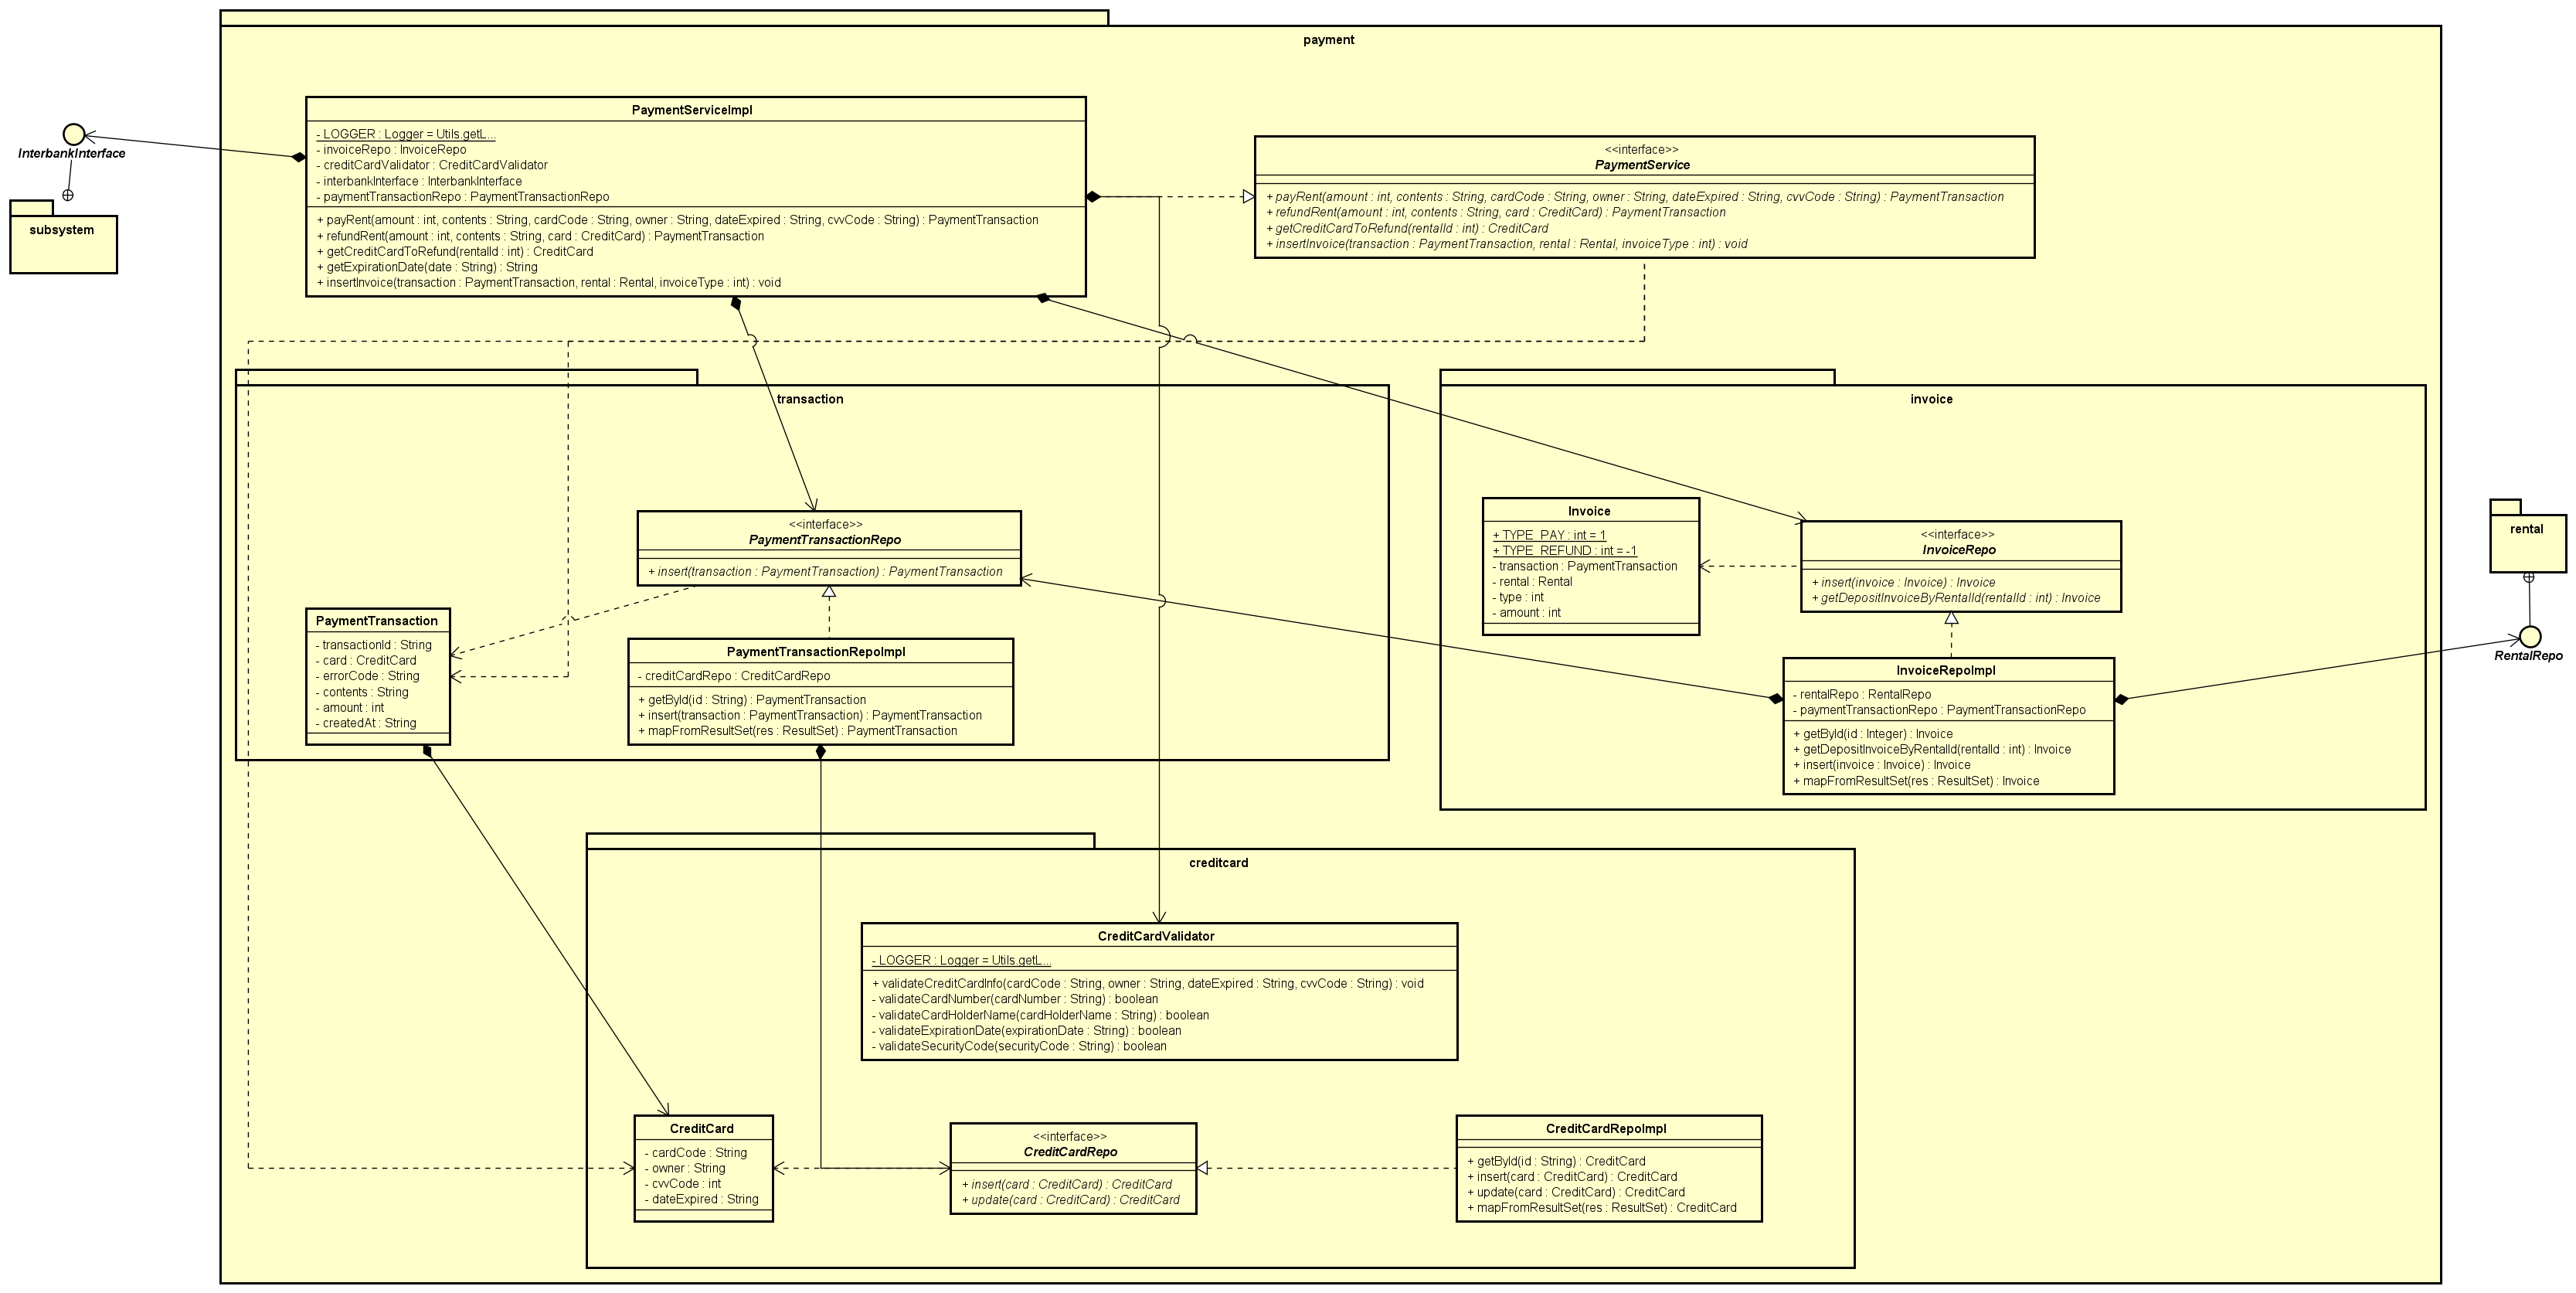 payment
PaymentServiceImpl
- LOGGER : Logger = Utils.getL...
- invoiceRepo : InvoiceRepo
- creditCardValidator : CreditCardValidator
- interbankInterface : InterbankInterface
- paymentTransactionRepo : PaymentTransactionRepo
+ payRent(amount : int, contents : String, cardCode : String, owner : String, dateExpired : String, cvvCode : String) : PaymentTransaction
+ refundRent(amount : int, contents : String, card : CreditCard) : PaymentTransaction
+ getCreditCardToRefund(rentalId : int) : CreditCard
+ getExpirationDate(date : String) : String
+ insertInvoice(transaction : PaymentTransaction, rental : Rental, invoiceType : int) : void
InterbankInterface
subsystem
<<interface>>
PaymentService
+ payRent(amount : int, contents : String, cardCode : String, owner : String, dateExpired : String, cvvCode : String) : PaymentTransaction
+ refundRent(amount : int, contents : String, card : CreditCard) : PaymentTransaction
+ getCreditCardToRefund(rentalId : int) : CreditCard
+ insertInvoice(transaction : PaymentTransaction, rental : Rental, invoiceType : int) : void
transaction
<<interface>>
PaymentTransactionRepo
+ insert(transaction : PaymentTransaction) : PaymentTransaction
PaymentTransaction
- transactionId : String
- card : CreditCard
- errorCode : String
- contents : String
- amount : int
- createdAt : String
PaymentTransactionRepoImpl
- creditCardRepo : CreditCardRepo
+ getById(id : String) : PaymentTransaction
+ insert(transaction : PaymentTransaction) : PaymentTransaction
+ mapFromResultSet(res : ResultSet) : PaymentTransaction
invoice
Invoice
+ TYPE_PAY : int = 1
+ TYPE_REFUND : int = -1
- transaction : PaymentTransaction
- rental : Rental
- type : int
- amount : int
<<interface>>
InvoiceRepo
+ insert(invoice : Invoice) : Invoice
+ getDepositInvoiceByRentalId(rentalId : int) : Invoice
InvoiceRepoImpl
- rentalRepo : RentalRepo
- paymentTransactionRepo : PaymentTransactionRepo
+ getById(id : Integer) : Invoice
+ getDepositInvoiceByRentalId(rentalId : int) : Invoice
+ insert(invoice : Invoice) : Invoice
+ mapFromResultSet(res : ResultSet) : Invoice
rental
RentalRepo
creditcard
CreditCardValidator
- LOGGER : Logger = Utils.getL...
+ validateCreditCardInfo(cardCode : String, owner : String, dateExpired : String, cvvCode : String) : void
- validateCardNumber(cardNumber : String) : boolean
- validateCardHolderName(cardHolderName : String) : boolean
- validateExpirationDate(expirationDate : String) : boolean
- validateSecurityCode(securityCode : String) : boolean
CreditCard
- cardCode : String
- owner : String
- cvvCode : int
- dateExpired : String
<<interface>>
CreditCardRepo
+ insert(card : CreditCard) : CreditCard
+ update(card : CreditCard) : CreditCard
CreditCardRepoImpl
+ getById(id : String) : CreditCard
+ insert(card : CreditCard) : CreditCard
+ update(card : CreditCard) : CreditCard
+ mapFromResultSet(res : ResultSet) : CreditCard